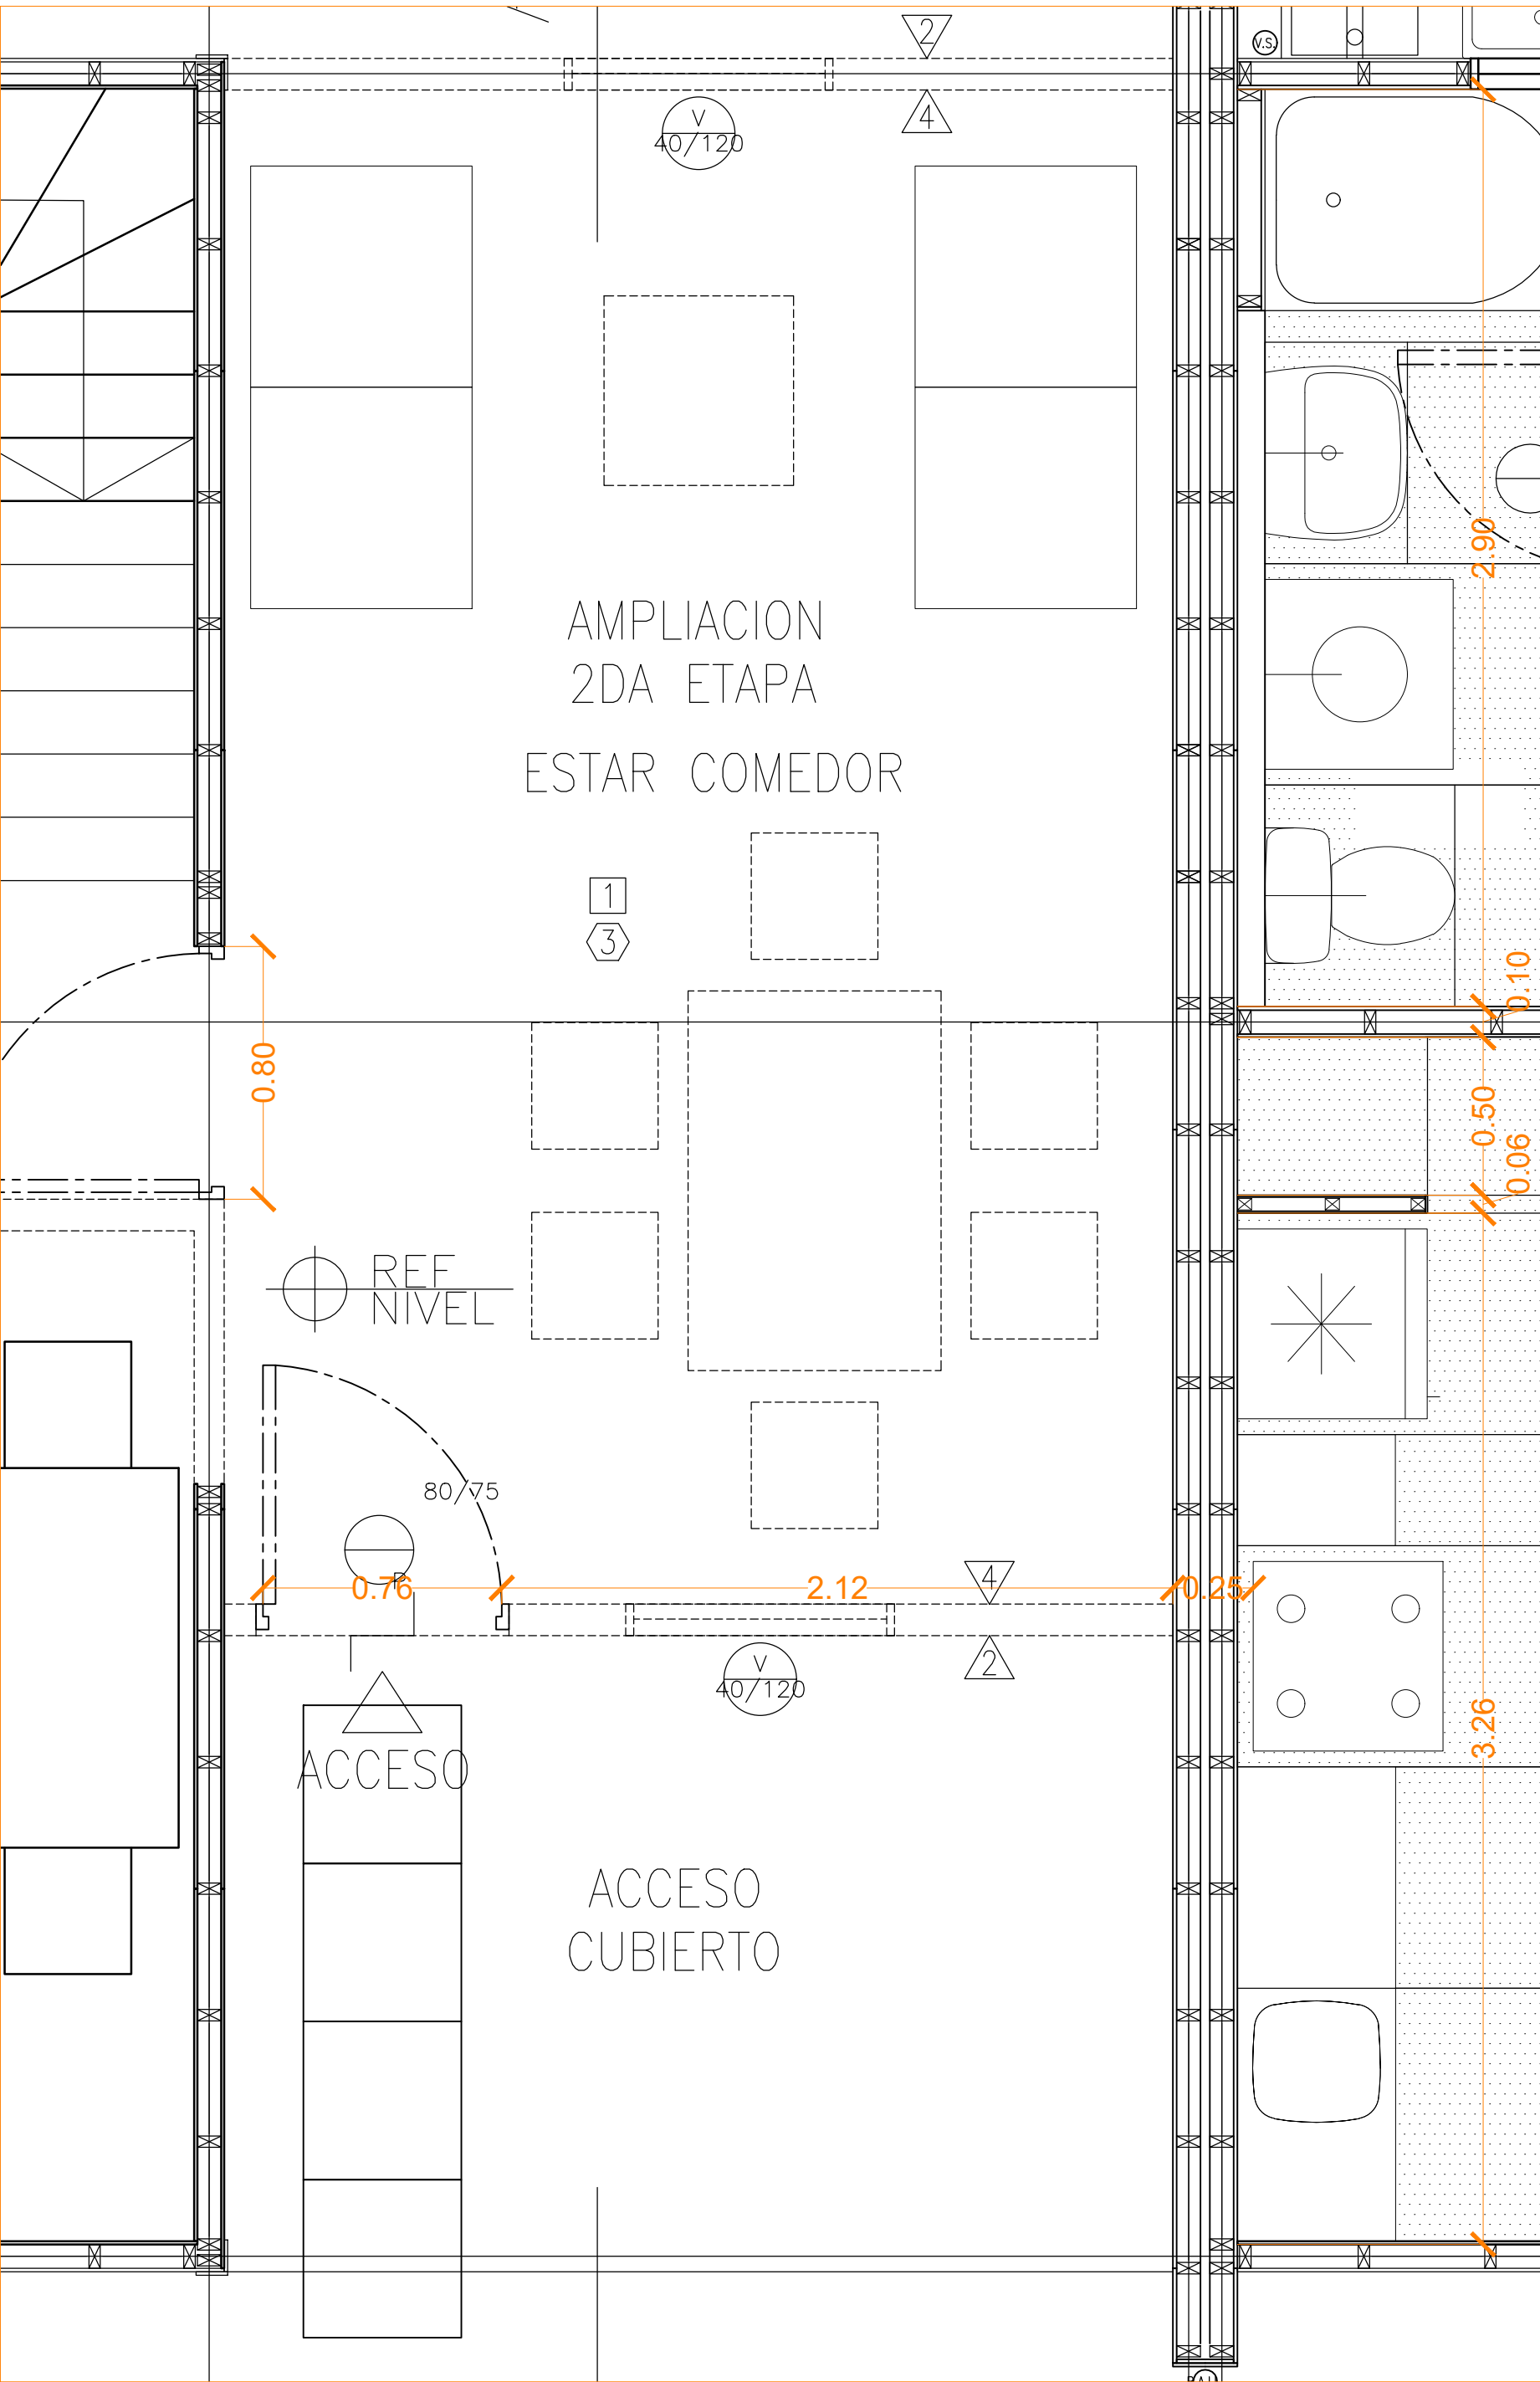 2
V.S.
4
V
40/120
2.90
AMPLIACION
2DA ETAPA
ESTAR COMEDOR
1
3
0.10
0.80
0.50
0.06
REF
NIVEL
80/75
P
0.76
2.12
4
0.25
2
V
40/120
3.26
ACCESO
ACCESO
CUBIERTO